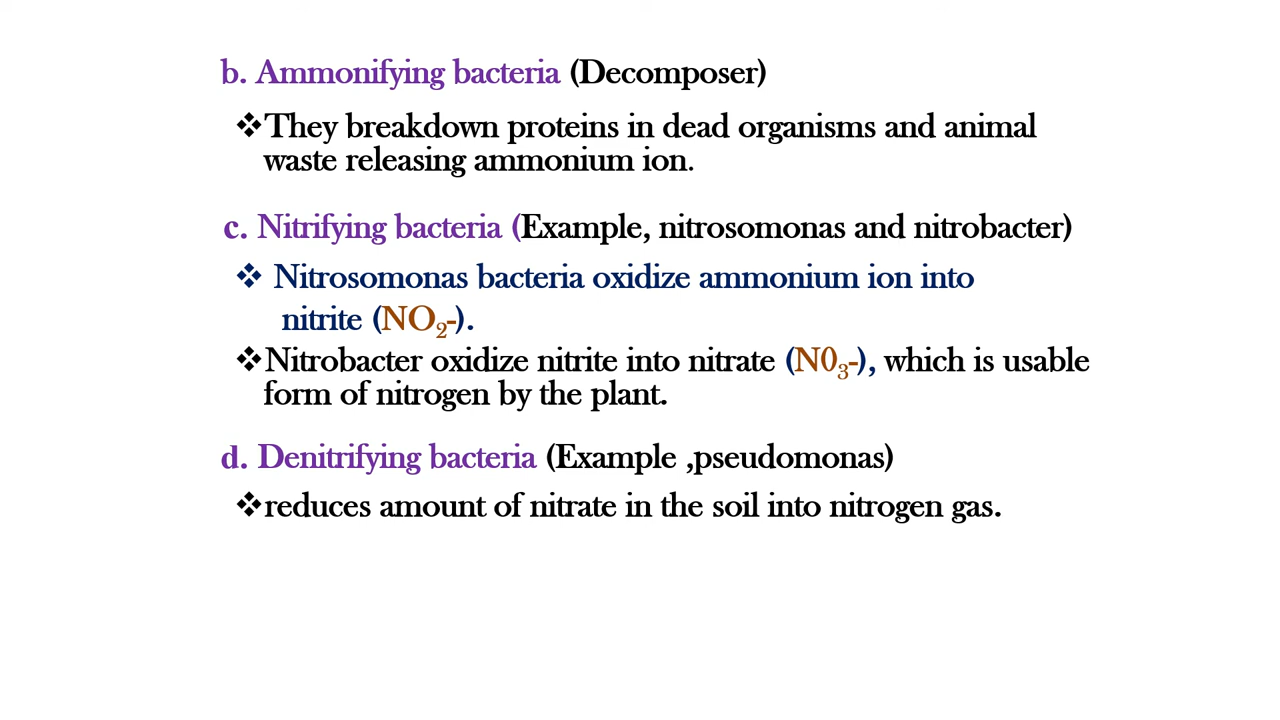 b. Ammonifying bacteria (Decomposer)
❖They breakdown proteins in dead organisms and animal
waste releasing ammonium ion.
c. Nitrifying bacteria (Example, nitrosomonas and nitrobacter)
❖ Nitrosomonas bacteria oxidize ammonium ion into
nitrite (NO₂-).
❖Nitrobacter oxidize nitrite into nitrate (N0₃-), which is usable
form of nitrogen by the plant.
d. Denitrifying bacteria (Example ,pseudomonas)
❖reduces amount of nitrate in the soil into nitrogen gas.